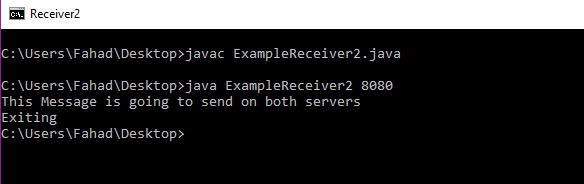 Receiver2
C:\Users\Fahad\Desktop>javac ExampleReceiver2.java
C:\Users\Fahad\Desktop>java ExampleReceiver2 8080
This Message is going to send on both servers
Exiting
C:\Users\Fahad\Desktop>